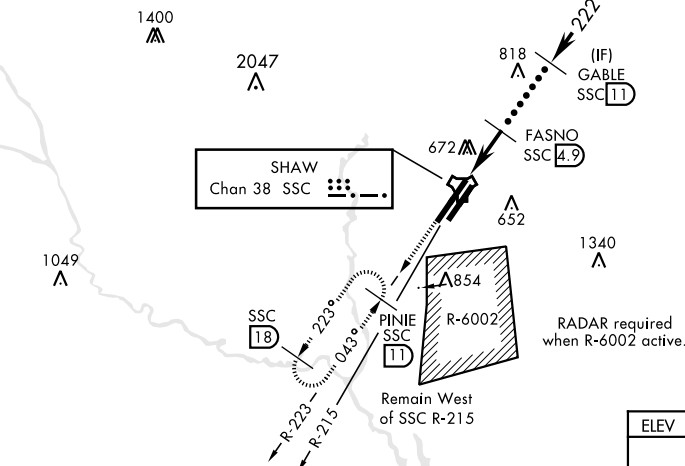 1400
2047
818
222
(IF)
GABLE
SSC 11
FASNO
SSC 4.9
672
SHAW
Chan 38 SSC
652
1049
1340
854
R-6002
RADAR required
when R-6002 active.
SSC
18
223°
043°
PINIE
SSC
11
Remain West
of SSC R-215
R-223
R-215
ELEV